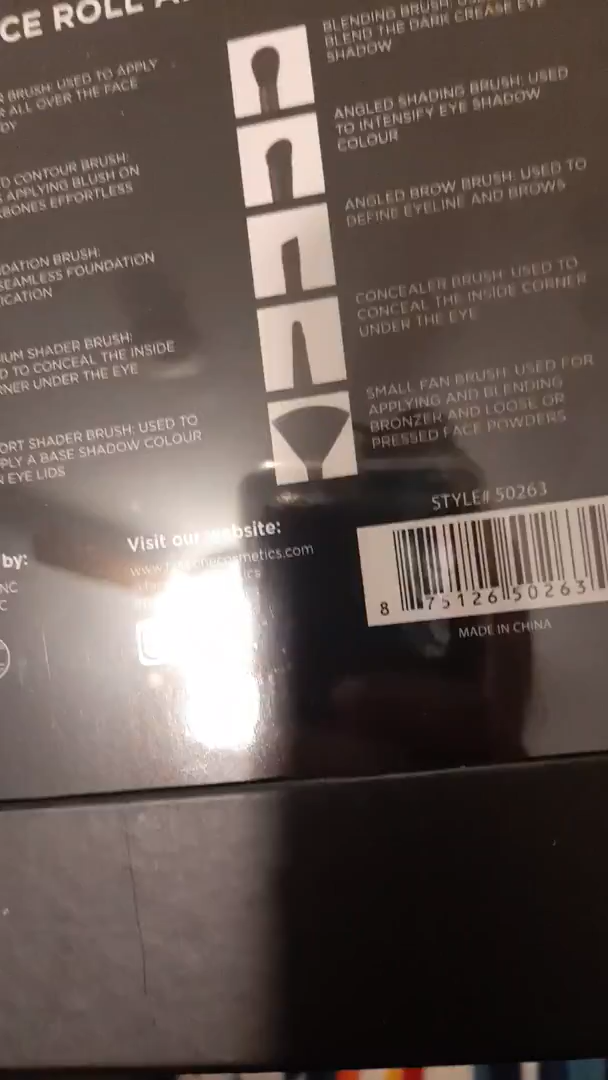 CE ROLL
BRUSH: USED TO APPLY
ALL OVER THE FACE
D CONTOUR BRUSH:
APPLYING BLUSH ON
BONES EFFORTLESS
DATION BRUSH:
SEAMLESS FOUNDATION
ICATION
UM SHADER BRUSH:
D TO CONCEAL THE INSIDE
NER UNDER THE EYE
ORT SHADER BRUSH: USED TO
PLY A BASE SHADOW COLOUR
EYE LIDS
BLENDING BRUSH:
BLEND THE DARK CREASE EYE
SHADOW
ANGLED SHADING BRUSH: USED
TO INTENSIFY EYE SHADOW
COLOUR
ANGLED BROW BRUSH: USED TO
DEFINE EYELINE AND BROWS
CONCEALER BRUSH: USED TO
CONCEAL THE INSIDE CORNER
UNDER THE EYE
SMALL FAN BRUSH: USED FOR
APPLYING AND BLENDING
BRONZER AND LOOSE OR
PRESSED FACE POWDERS
STYLE# 50263
8 75126 50263
MADE IN CHINA
Visit our website:
by:
NC